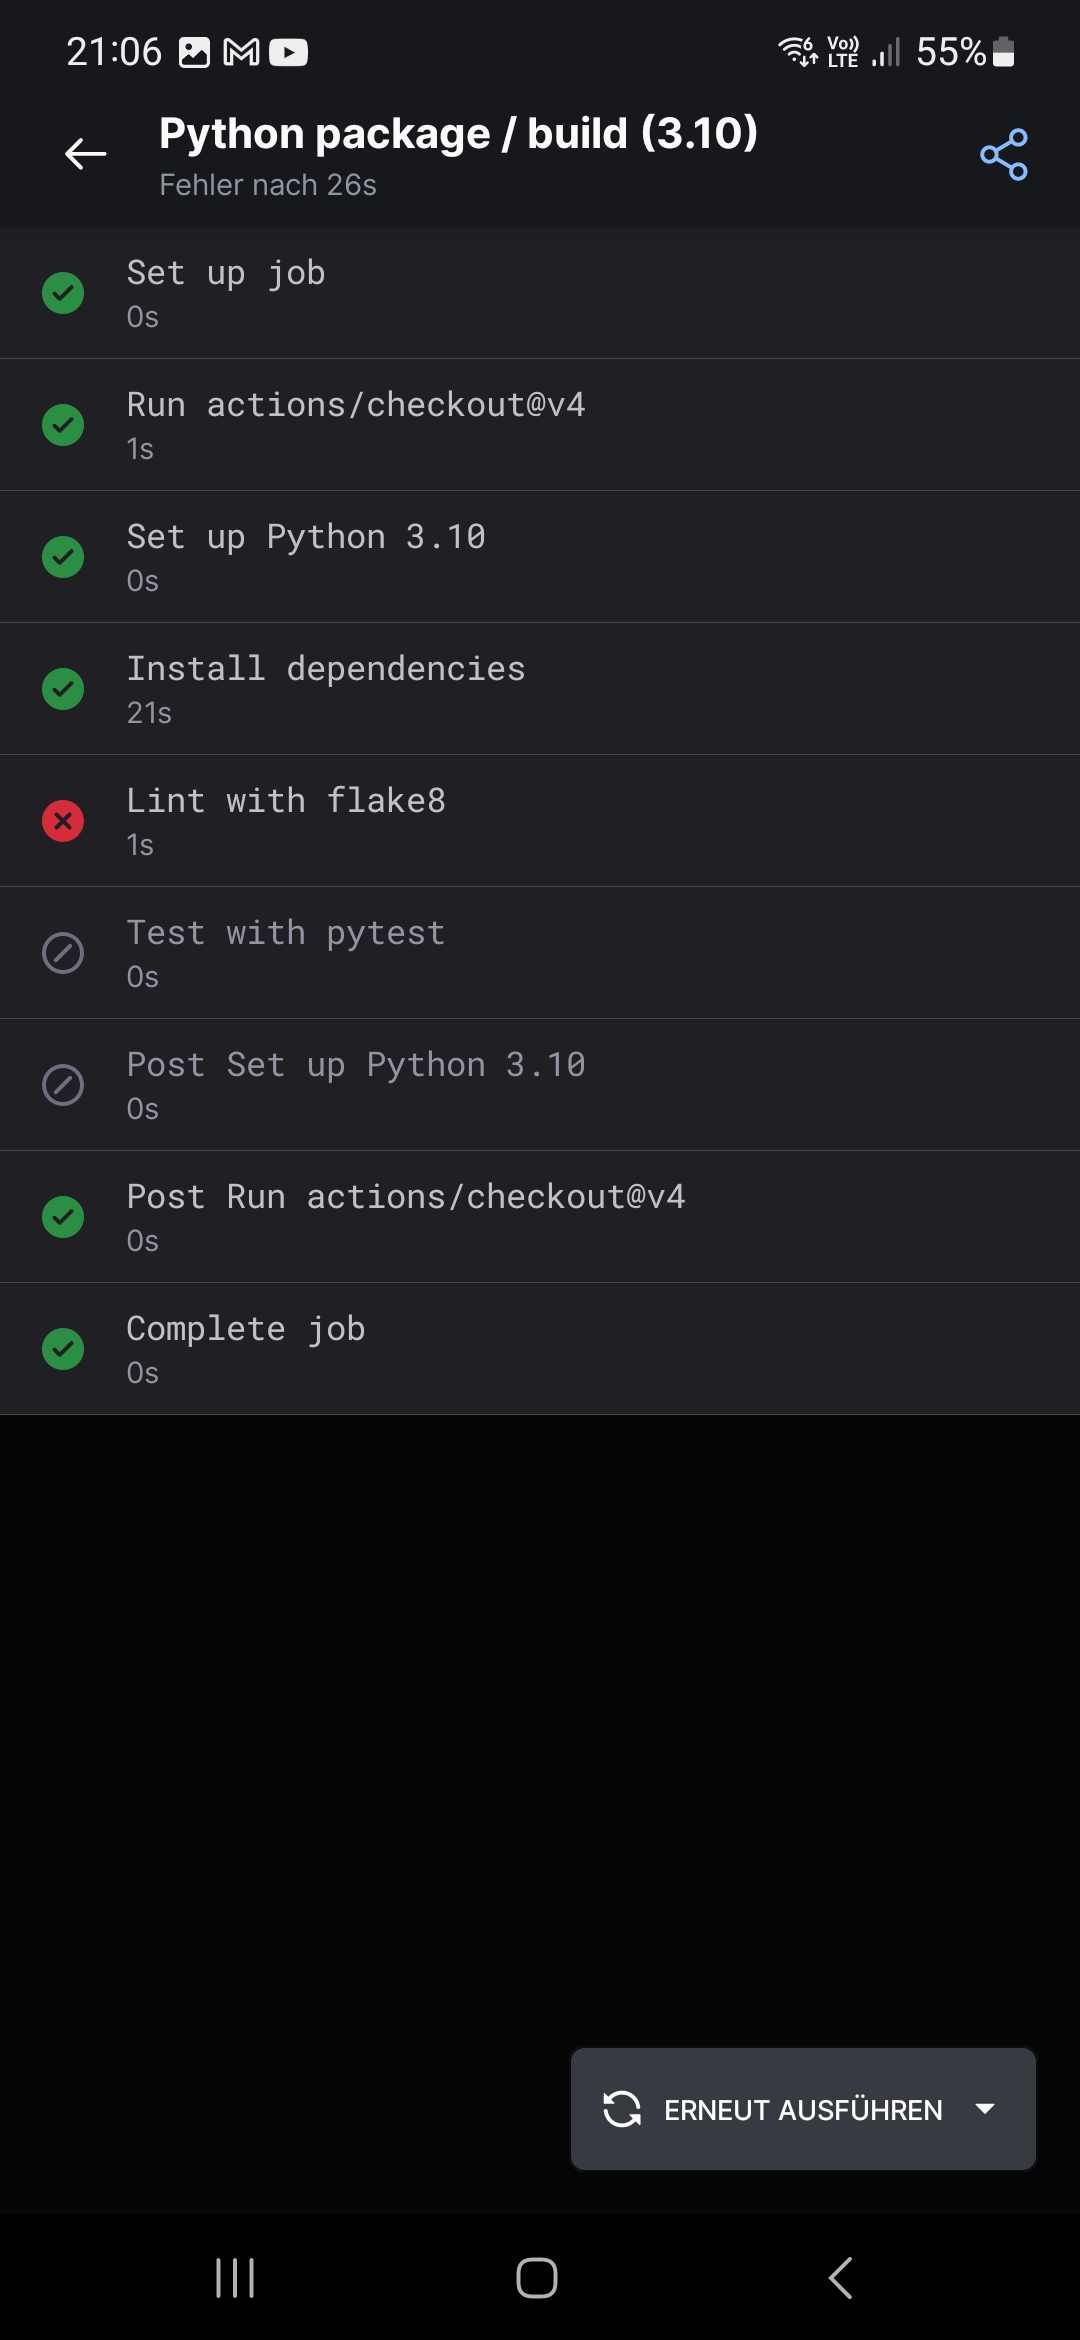 21:06
Vo)) LTE
55%
Python package / build (3.10)
Fehler nach 26s
Set up job
0s
Run actions/checkout@v4
1s
Set up Python 3.10
0s
Install dependencies
21s
Lint with flake8
1s
Test with pytest
0s
Post Set up Python 3.10
0s
Post Run actions/checkout@v4
0s
Complete job
0s
ERNEUT AUSFÜHREN